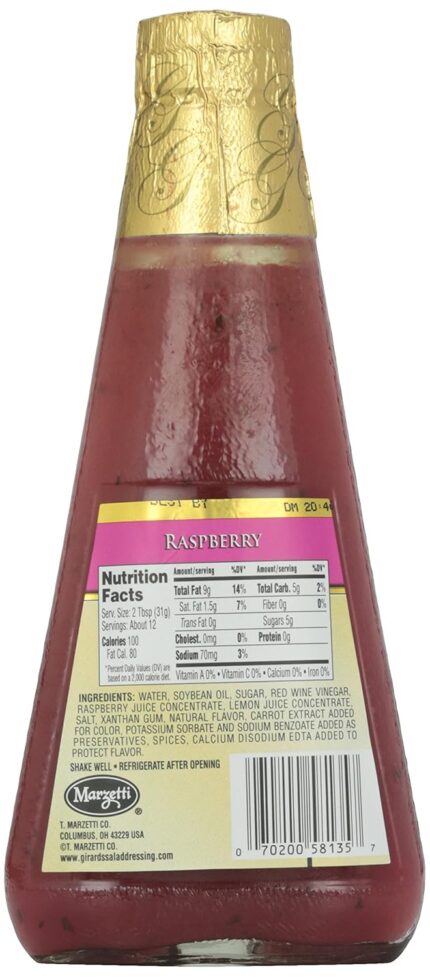 BEST BY DM 20:4
RASPBERRY
Nutrition Facts
Serv. Size: 2 Tbsp (31g)
Servings: About 12
Calories 100
Fat Cal. 80
*Percent Daily Values (DV) are
based on a 2,000 calorie diet.
Amount/serving %DV* Amount/serving %DV*
Total Fat 9g 14% Total Carb. 5g 2%
Sat. Fat 1.5g 7% Fiber 0g 0%
Trans Fat 0g Sugars 5g
Cholest. 0mg 0% Protein 0g
Sodium 70mg 3%
Vitamin A 0% • Vitamin C 0% • Calcium 0% • Iron 0%
INGREDIENTS: WATER, SOYBEAN OIL, SUGAR, RED WINE VINEGAR,
RASPBERRY JUICE CONCENTRATE, LEMON JUICE CONCENTRATE,
SALT, XANTHAN GUM, NATURAL FLAVOR, CARROT EXTRACT ADDED
FOR COLOR, POTASSIUM SORBATE AND SODIUM BENZOATE ADDED AS
PRESERVATIVES, SPICES, CALCIUM DISODIUM EDTA ADDED TO
PROTECT FLAVOR.
SHAKE WELL • REFRIGERATE AFTER OPENING
Marzetti®
T. MARZETTI CO.
COLUMBUS, OH 43229 USA
©T. MARZETTI CO.
www.girardssaladdressing.com
0 70200 58135 7